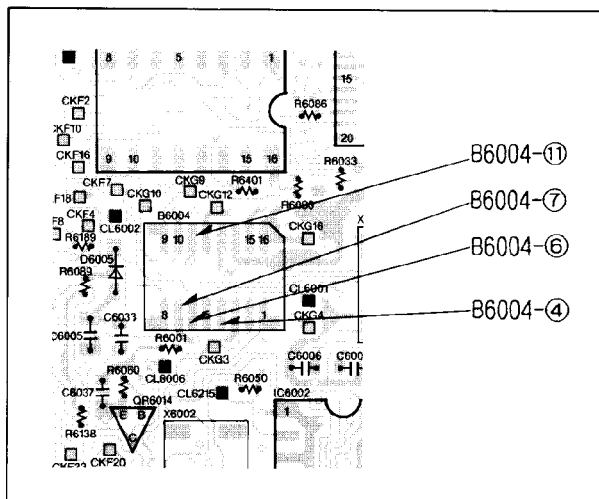 8 5 1
15
CKF2
R6086
CKF10
20
CKF16
9 10 15 16
R6033
B6004-⑪
CKF7 CKG9 R6401
CKF18 CKG10 CKG12
B6004-⑦
CKF4 CL6002 B6004
F8
9 10 15 16 CKG16
X
R6189
B6004-⑥
D6005
R6089
CL6001
8 1
B6004-④
C6033 CKG4
C6005 R6001
CKG3 C6006
CL6006
R6060
C6037 CL6215 R6050 IC6002
QR6014
E B X6002 1
R6138 C
CKF20